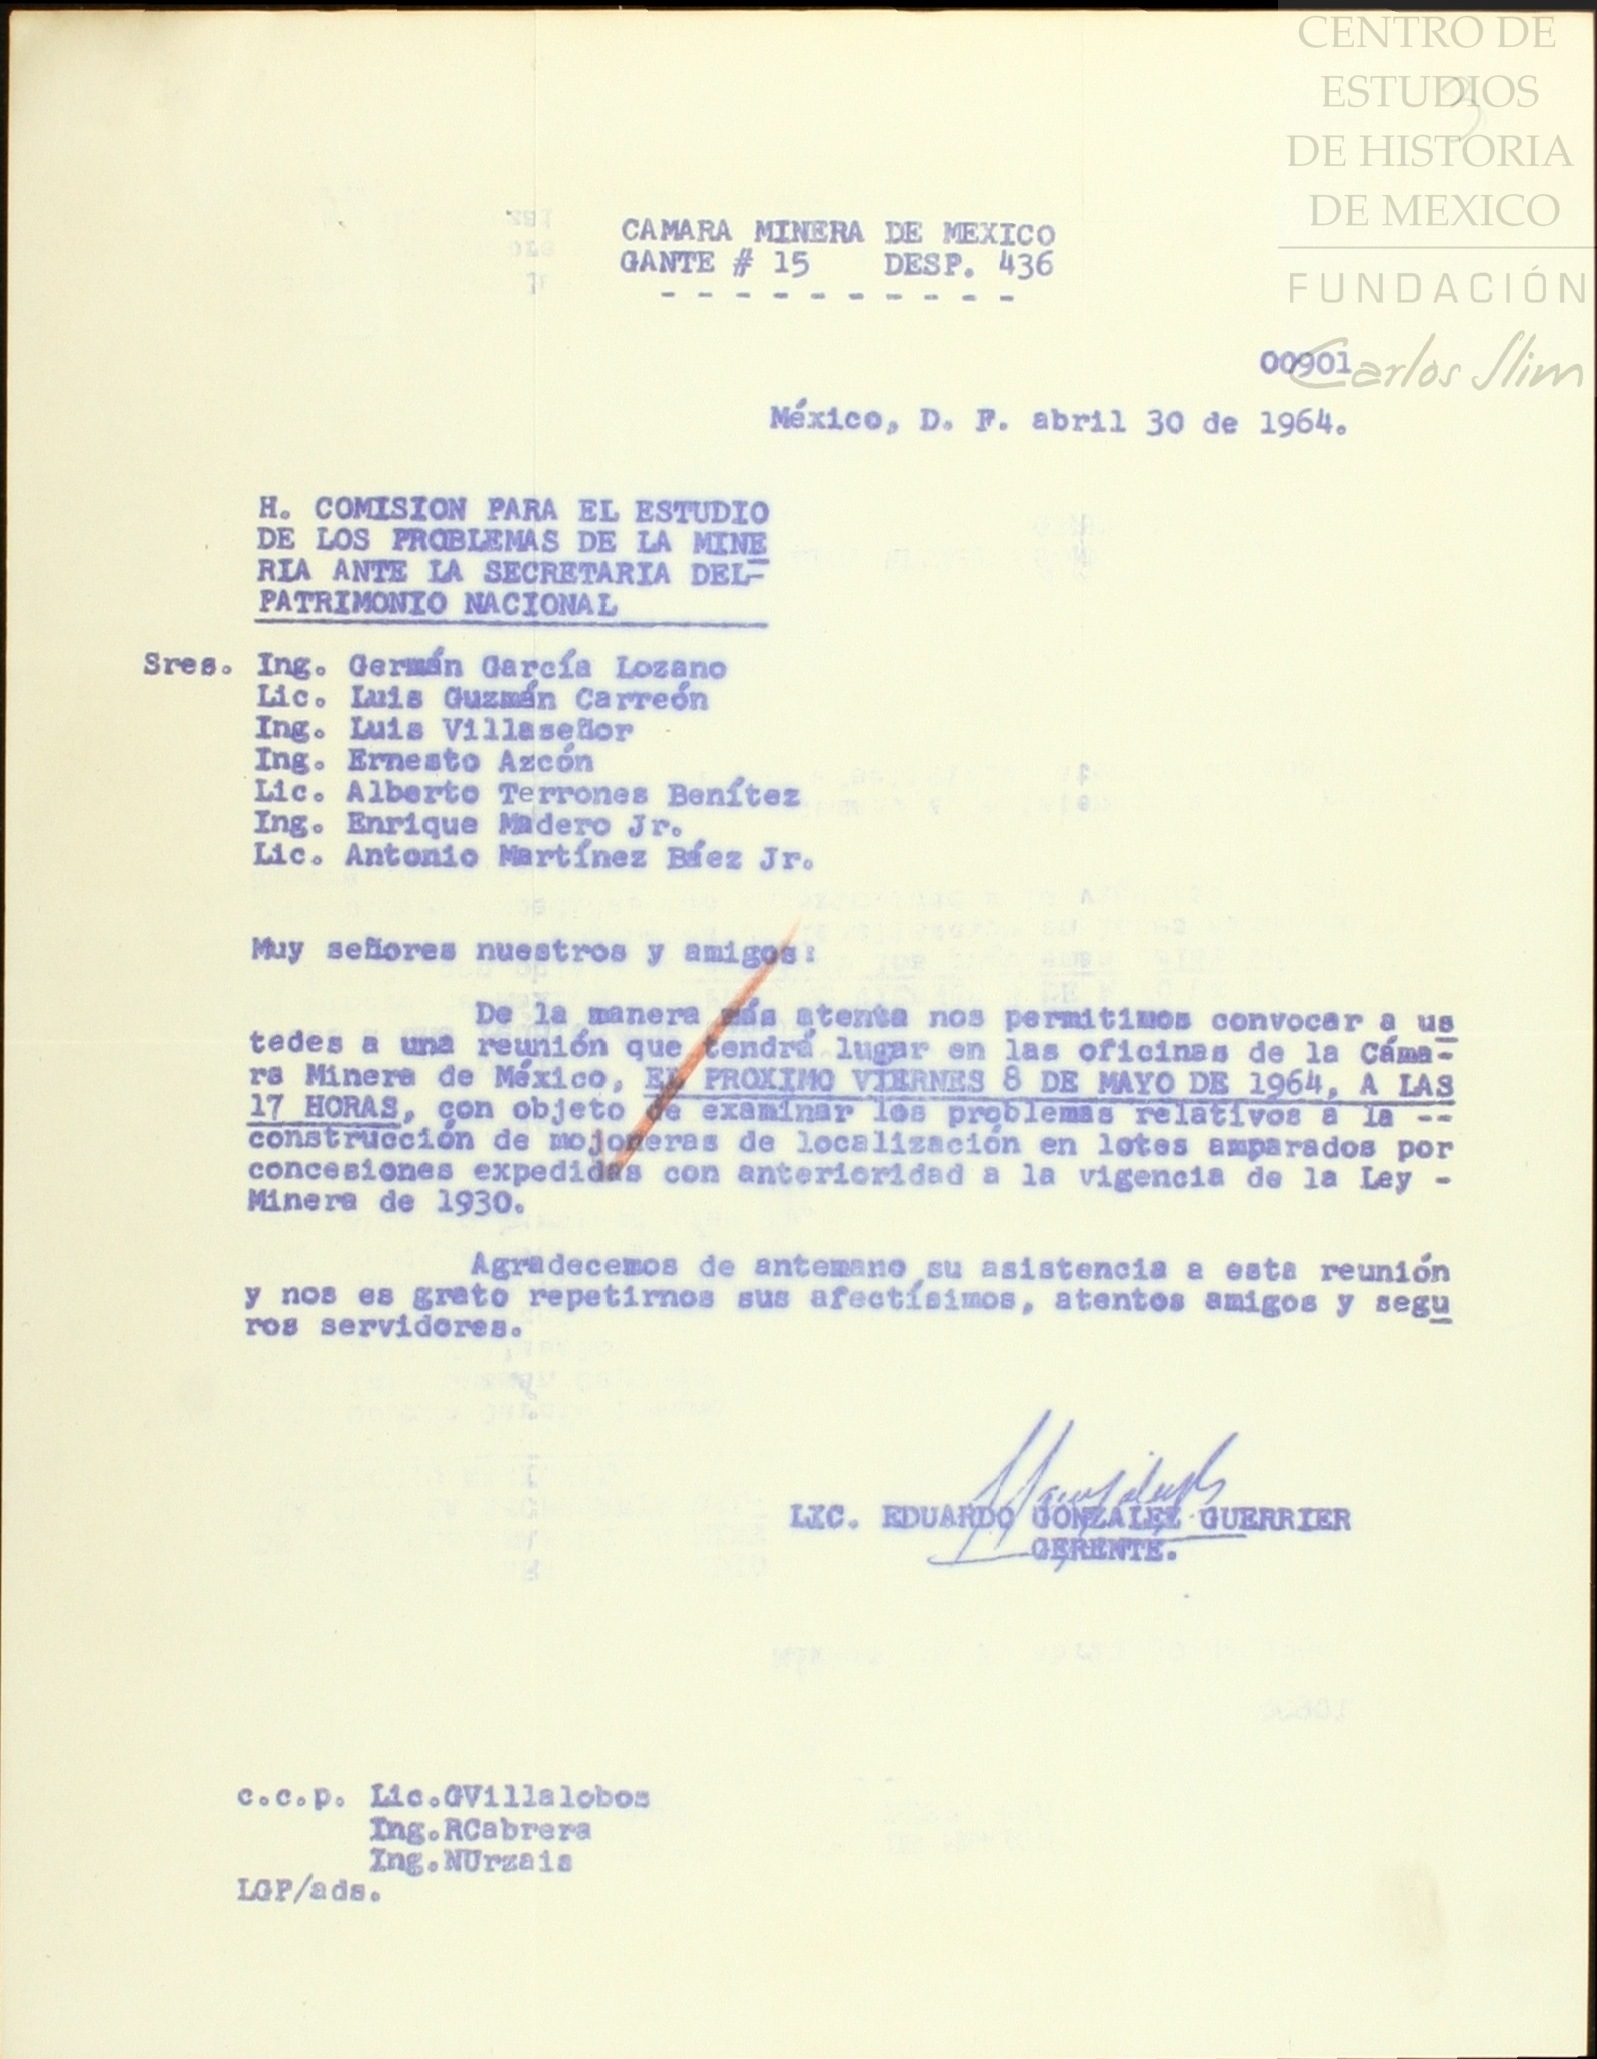 CENTRO DE
ESTUDIOS
DE HISTORIA
DE MEXICO
FUNDACIÓN
Carlos Slim
3
CAMARA MINERA DE MEXICO
GANTE # 15 DESP. 436
- - - - - - - - - -
00901
México, D. F. abril 30 de 1964.
H. COMISION PARA EL ESTUDIO
DE LOS PROBLEMAS DE LA MINE
RIA ANTE LA SECRETARIA DEL-
PATRIMONIO NACIONAL
Sres. Ing. Germán García Lozano
Lic. Luis Guzmán Carreón
Ing. Luis Villaseñor
Ing. Ernesto Azcón
Lic. Alberto Terrones Benítez
Ing. Enrique Madero Jr.
Lic. Antonio Martínez Báez Jr.
Muy señores nuestros y amigos:
De la manera más atenta nos permitimos convocar a us
tedes a una reunión que tendrá lugar en las oficinas de la Cáma-
ra Minera de México, EL PROXIMO VIERNES 8 DE MAYO DE 1964, A LAS
17 HORAS, con objeto de examinar los problemas relativos a la --
construcción de mojoneras de localización en lotes amparados por
concesiones expedidas con anterioridad a la vigencia de la Ley -
Minera de 1930.
Agradecemos de antemano su asistencia a esta reunión
y nos es grato repetirnos sus afectísimos, atentos amigos y segu
ros servidores.
LIC. EDUARDO GONZALEZ GUERRIER
GERENTE.
c.c.p. Lic.GVillalobos
Ing.RCabrera
Ing.NUrzais
LGF/ads.